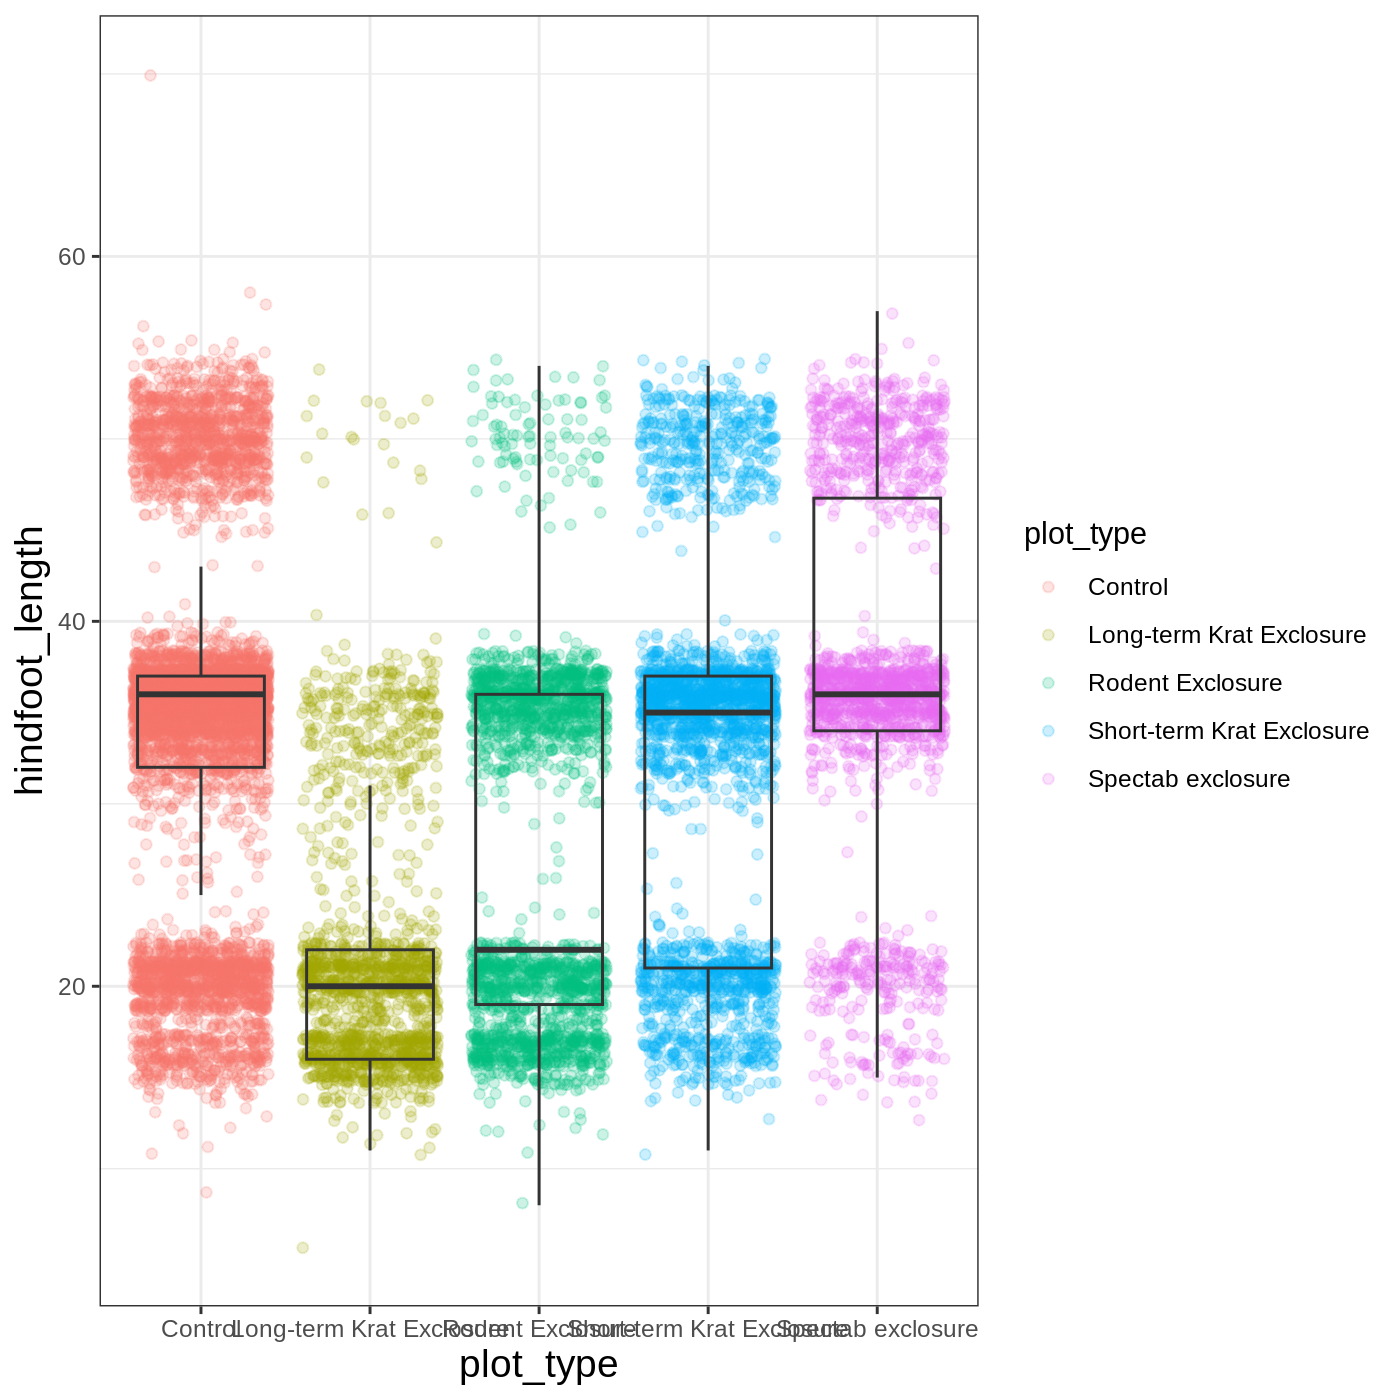 hindfoot_length
60
40
20
Control
Long-term Krat Exclosure
Rodent Exclosure
Short-term Krat Exclosure
Spectab exclosure
plot_type
plot_type
Control
Long-term Krat Exclosure
Rodent Exclosure
Short-term Krat Exclosure
Spectab exclosure